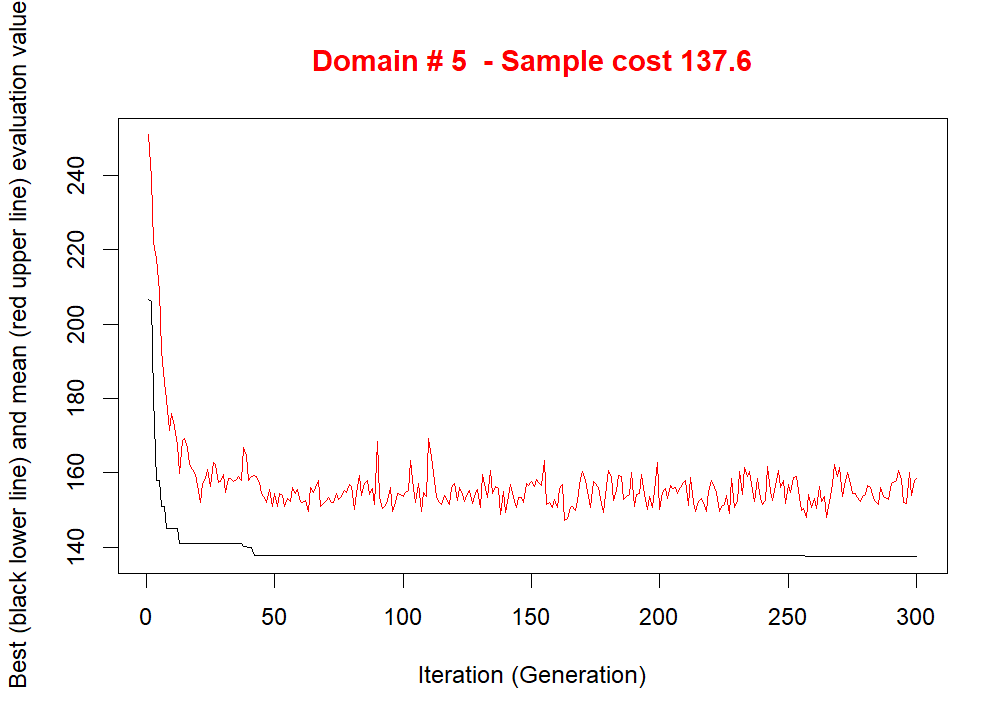 Domain # 5  - Sample cost 137.6
Best (black lower line) and mean (red upper line) evaluation value
240
220
200
180
160
140
0 50 100 150 200 250 300
Iteration (Generation)